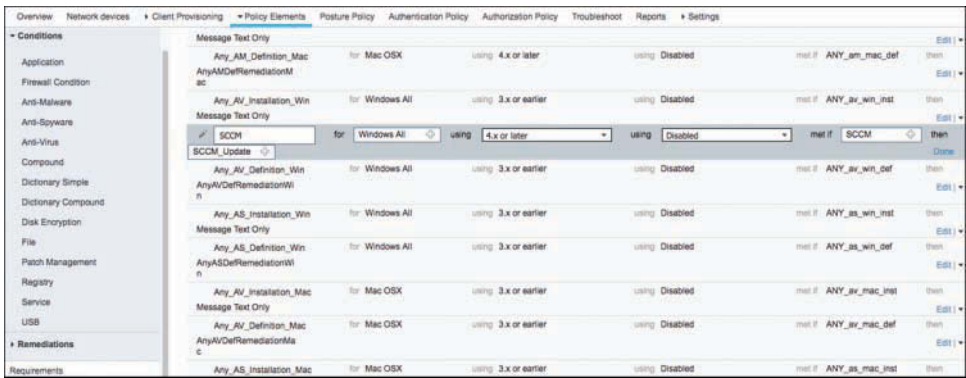 Overview Network devices Client Provisioning Policy Elements Posture Policy Authentication Policy Authorization Policy Troubleshoot Reports Settings
Conditions
Application
Firewall Condition
Anti-Malware
Anti-Spyware
Anti-Virus
Compound
Dictionary Simple
Dictionary Compound
Disk Encryption
File
Patch Management
Registry
Service
USB
Remediations
Requirements
Message Text Only Edit |
Any_AM_Definition_Mac for Mac OSX using 4.x or later met if ANY_am_mac_def then
AnyAMDefRemediationM Edit |
ac
Any_AV_Installation_Win for Windows All using 3.x or earlier using Disabled met if ANY_av_win_inst then
Message Text Only Edit |
SCCM for Windows All using 4.x or later using Disabled met if SCCM then
SCCM_Update Done
Any_AV_Definition_Win for Windows All using 3.x or earlier using Disabled met if ANY_av_win_def then
AnyAVDefRemediationWi Edit |
n
Any_AS_Installation_Win for Windows All using 3.x or earlier using Disabled met if ANY_as_win_inst then
Message Text Only Edit |
Any_AS_Definition_Win for Windows All using 3.x or earlier using Disabled met if ANY_as_win_def then
AnyASDefRemediationWi Edit |
n
Any_AV_Installation_Mac for Mac OSX using 3.x or earlier using Disabled met if ANY_av_mac_inst then
Message Text Only Edit |
Any_AV_Definition_Mac for Mac OSX using 3.x or earlier using Disabled met if ANY_av_mac_def then
AnyAVDefRemediationMa Edit |
c
Any_AS_Installation_Mac for Mac OSX using 3.x or earlier using Disabled met if ANY_as_mac_inst then